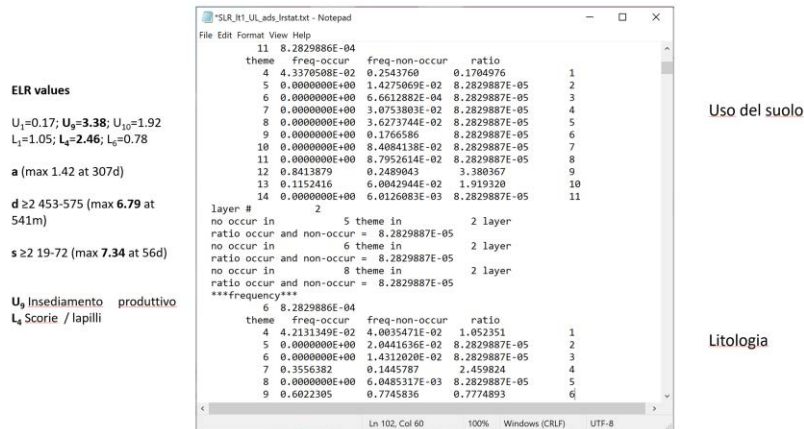 ELR values
U₁=0.17; U₉=3.38; U₁₀=1.92
L₁=1.05; L₄=2.46; L₆=0.78
a (max 1.42 at 307d)
d ≥2 453-575 (max 6.79 at
541m)
s ≥2 19-72 (max 7.34 at 56d)
U₉ Insediamento produttivo
L₄ Scorie / lapilli
*SLR_lt1_UL_ads_lrstat.txt - Notepad
File Edit Format View Help
11 8.2829886E-04
theme freq-occur freq-non-occur ratio
4 4.3370508E-02 0.2543760 0.1704976 1
5 0.0000000E+00 1.4275069E-02 8.2829887E-05 2
6 0.0000000E+00 6.6612882E-04 8.2829887E-05 3
7 0.0000000E+00 3.0753803E-02 8.2829887E-05 4
8 0.0000000E+00 3.6273744E-02 8.2829887E-05 5
9 0.0000000E+00 0.1766586 8.2829887E-05 6
10 0.0000000E+00 8.4084138E-02 8.2829887E-05 7
11 0.0000000E+00 8.7952614E-02 8.2829887E-05 8
12 0.8413879 0.2489043 3.380367 9
13 0.1152416 6.0042944E-02 1.919320 10
14 0.0000000E+00 6.0126083E-03 8.2829887E-05 11
layer # 2
no occur in 5 theme in 2 layer
ratio occur and non-occur = 8.2829887E-05
no occur in 6 theme in 2 layer
ratio occur and non-occur = 8.2829887E-05
no occur in 8 theme in 2 layer
ratio occur and non-occur = 8.2829887E-05
***frequency***
6 8.2829886E-04
theme freq-occur freq-non-occur ratio
4 4.2131349E-02 4.0035471E-02 1.052351 1
5 0.0000000E+00 2.0441636E-02 8.2829887E-05 2
6 0.0000000E+00 1.4312020E-02 8.2829887E-05 3
7 0.3556382 0.1445787 2.459824 4
8 0.0000000E+00 6.0485317E-03 8.2829887E-05 5
9 0.6022305 0.7745836 0.7774893 6
Ln 102, Col 60 100% Windows (CRLF) UTF-8
Uso del suolo
Litologia